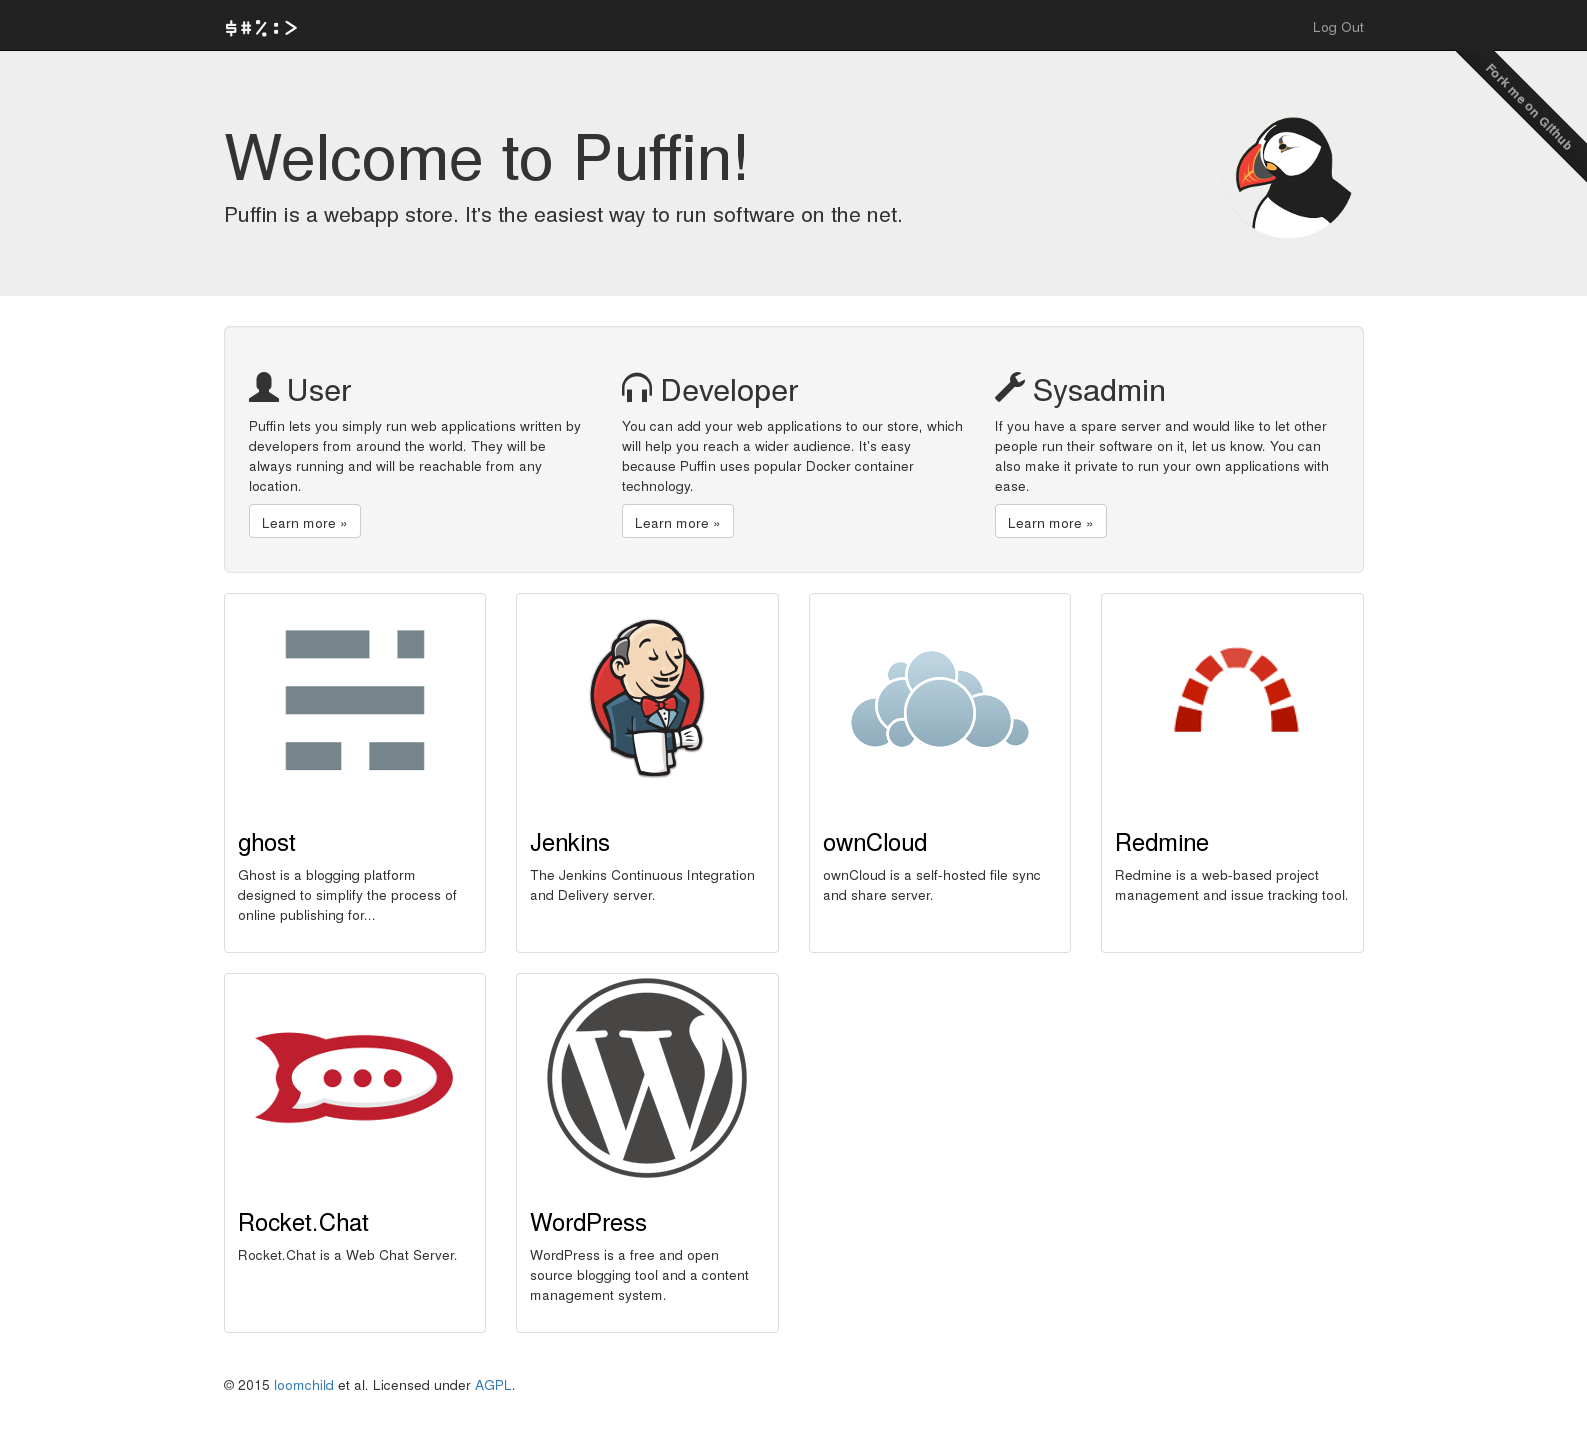 $#%:>
Log Out
Fork me on Github
Welcome to Puffin!
Puffin is a webapp store. It's the easiest way to run software on the net.
User
Puffin lets you simply run web applications written by
developers from around the world. They will be
always running and will be reachable from any
location.
Learn more »
Developer
You can add your web applications to our store, which
will help you reach a wider audience. It's easy
because Puffin uses popular Docker container
technology.
Learn more »
Sysadmin
If you have a spare server and would like to let other
people run their software on it, let us know. You can
also make it private to run your own applications with
ease.
Learn more »
ghost
Ghost is a blogging platform
designed to simplify the process of
online publishing for...
Jenkins
The Jenkins Continuous Integration
and Delivery server.
ownCloud
ownCloud is a self-hosted file sync
and share server.
Redmine
Redmine is a web-based project
management and issue tracking tool.
Rocket.Chat
Rocket.Chat is a Web Chat Server.
WordPress
WordPress is a free and open
source blogging tool and a content
management system.
© 2015 loomchild et al. Licensed under AGPL.